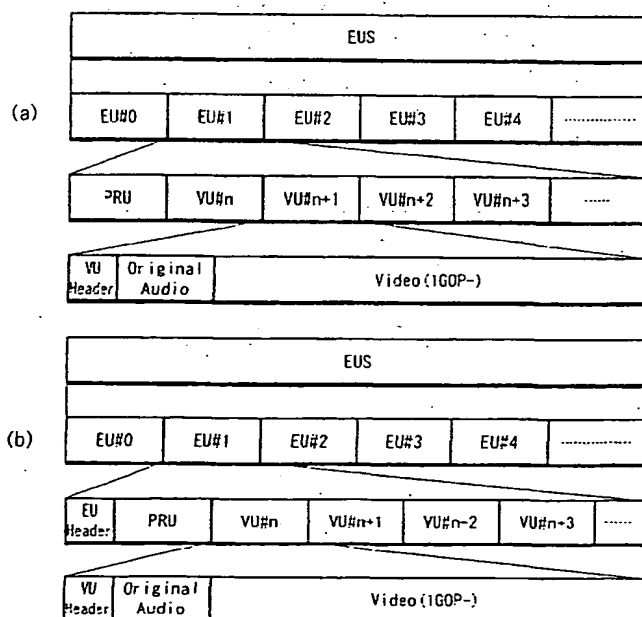 EUS
(a)
EU#0 EU#1 EU#2 EU#3 EU#4 ................
PRU VU#n VU#n+1 VU#n+2 VU#n+3 ......
VU Header Original Audio Video(1GOP-)
EUS
(b)
EU#0 EU#1 EU#2 EU#3 EU#4 ................
EU Header PRU VU#n VU#n+1 VU#n-2 VU#n+3 ......
VU Header Original Audio Video(1GOP-)